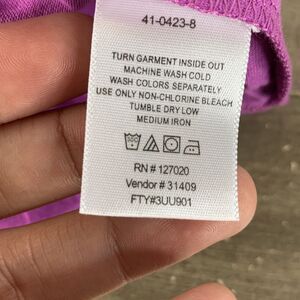 41-0423-8
TURN GARMENT INSIDE OUT
MACHINE WASH COLD
WASH COLORS SEPARATELY
USE ONLY NON-CHLORINE BLEACH
TUMBLE DRY LOW
MEDIUM IRON
RN # 127020
Vendor # 31409
FTY#3UU901